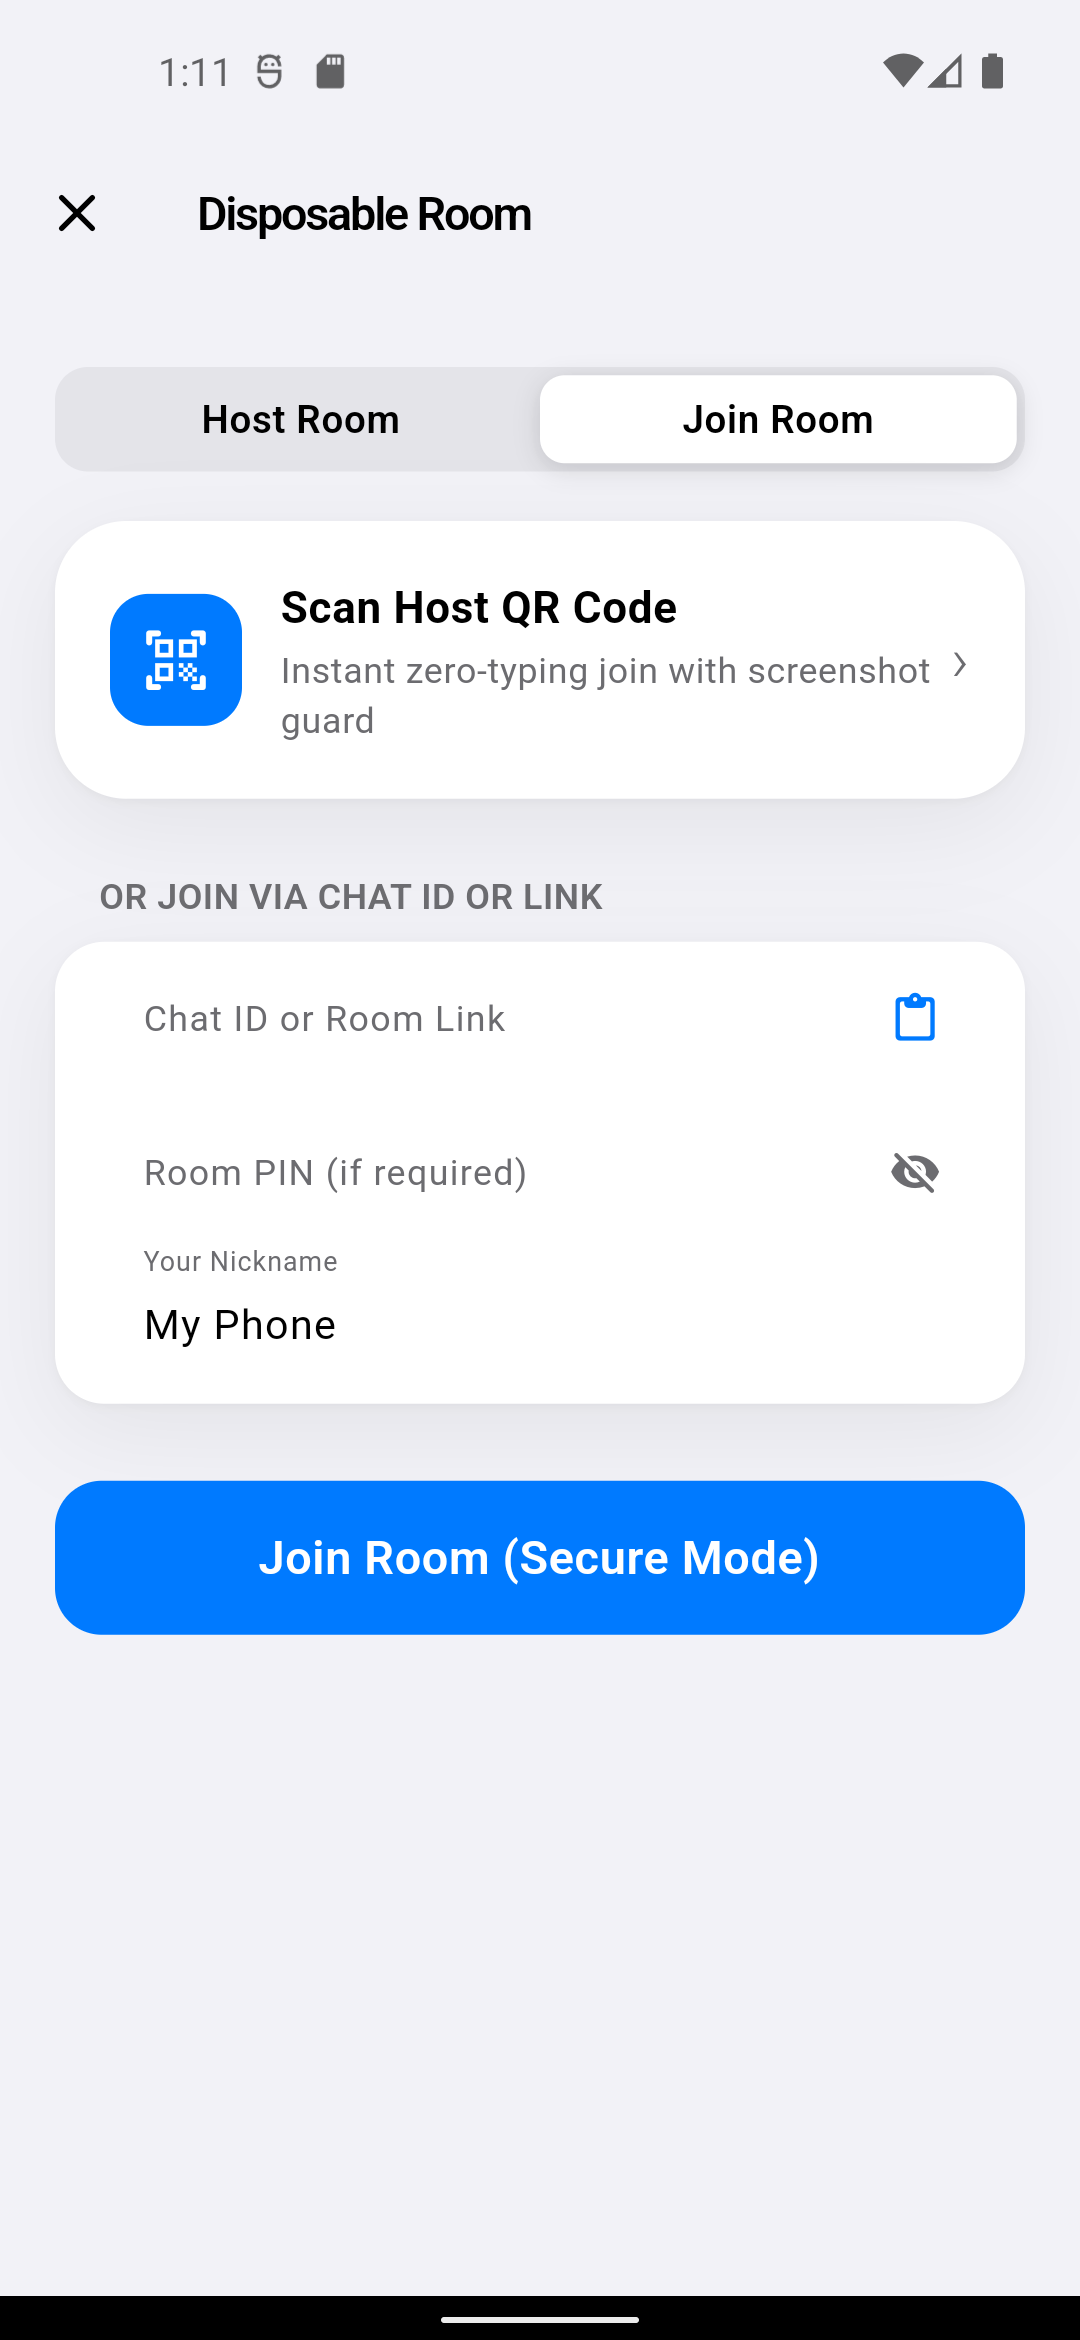 1:11
Disposable Room
Host Room
Join Room
Scan Host QR Code
Instant zero-typing join with screenshot
guard
OR JOIN VIA CHAT ID OR LINK
Chat ID or Room Link
Room PIN (if required)
Your Nickname
My Phone
Join Room (Secure Mode)